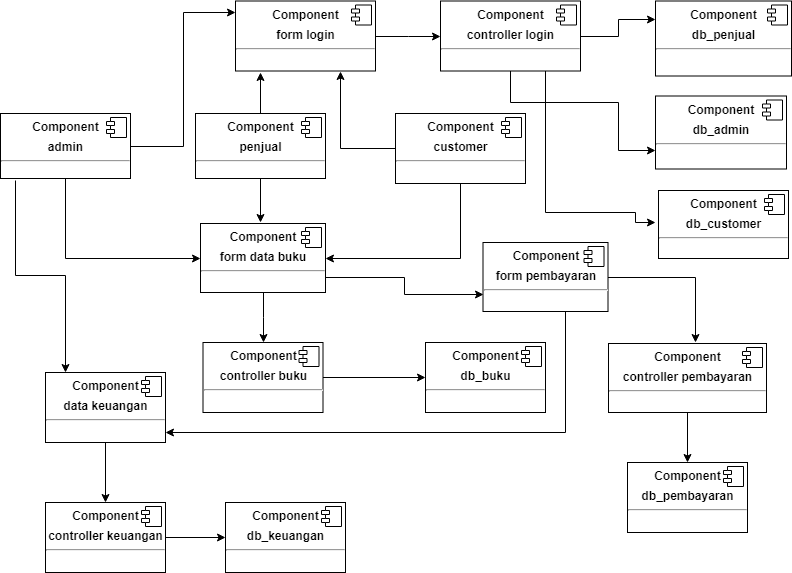 Component
form login
Component
controller login
Component
db_penjual
Component
admin
Component
penjual
Component
customer
Component
db_admin
Component
db_customer
Component
form data buku
Component
form pembayaran
Component
controller buku
Component
db_buku
Component
controller pembayaran
Component
data keuangan
Component
db_pembayaran
Component
controller keuangan
Component
db_keuangan